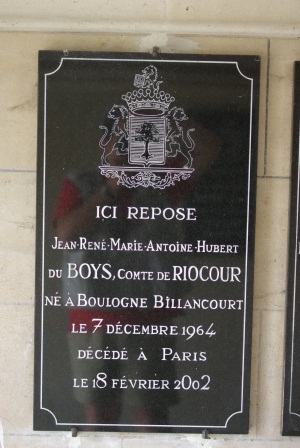 ICI REPOSE
JEAN-RENÉ-MARIE-ANTOINE-HUBERT
DU BOYS, COMTE DE RIOCOUR
NÉ À BOULOGNE BILLANCOURT
LE 7 DÉCEMBRE 1964
DÉCÉDÉ À PARIS
LE 18 FÉVRIER 2002